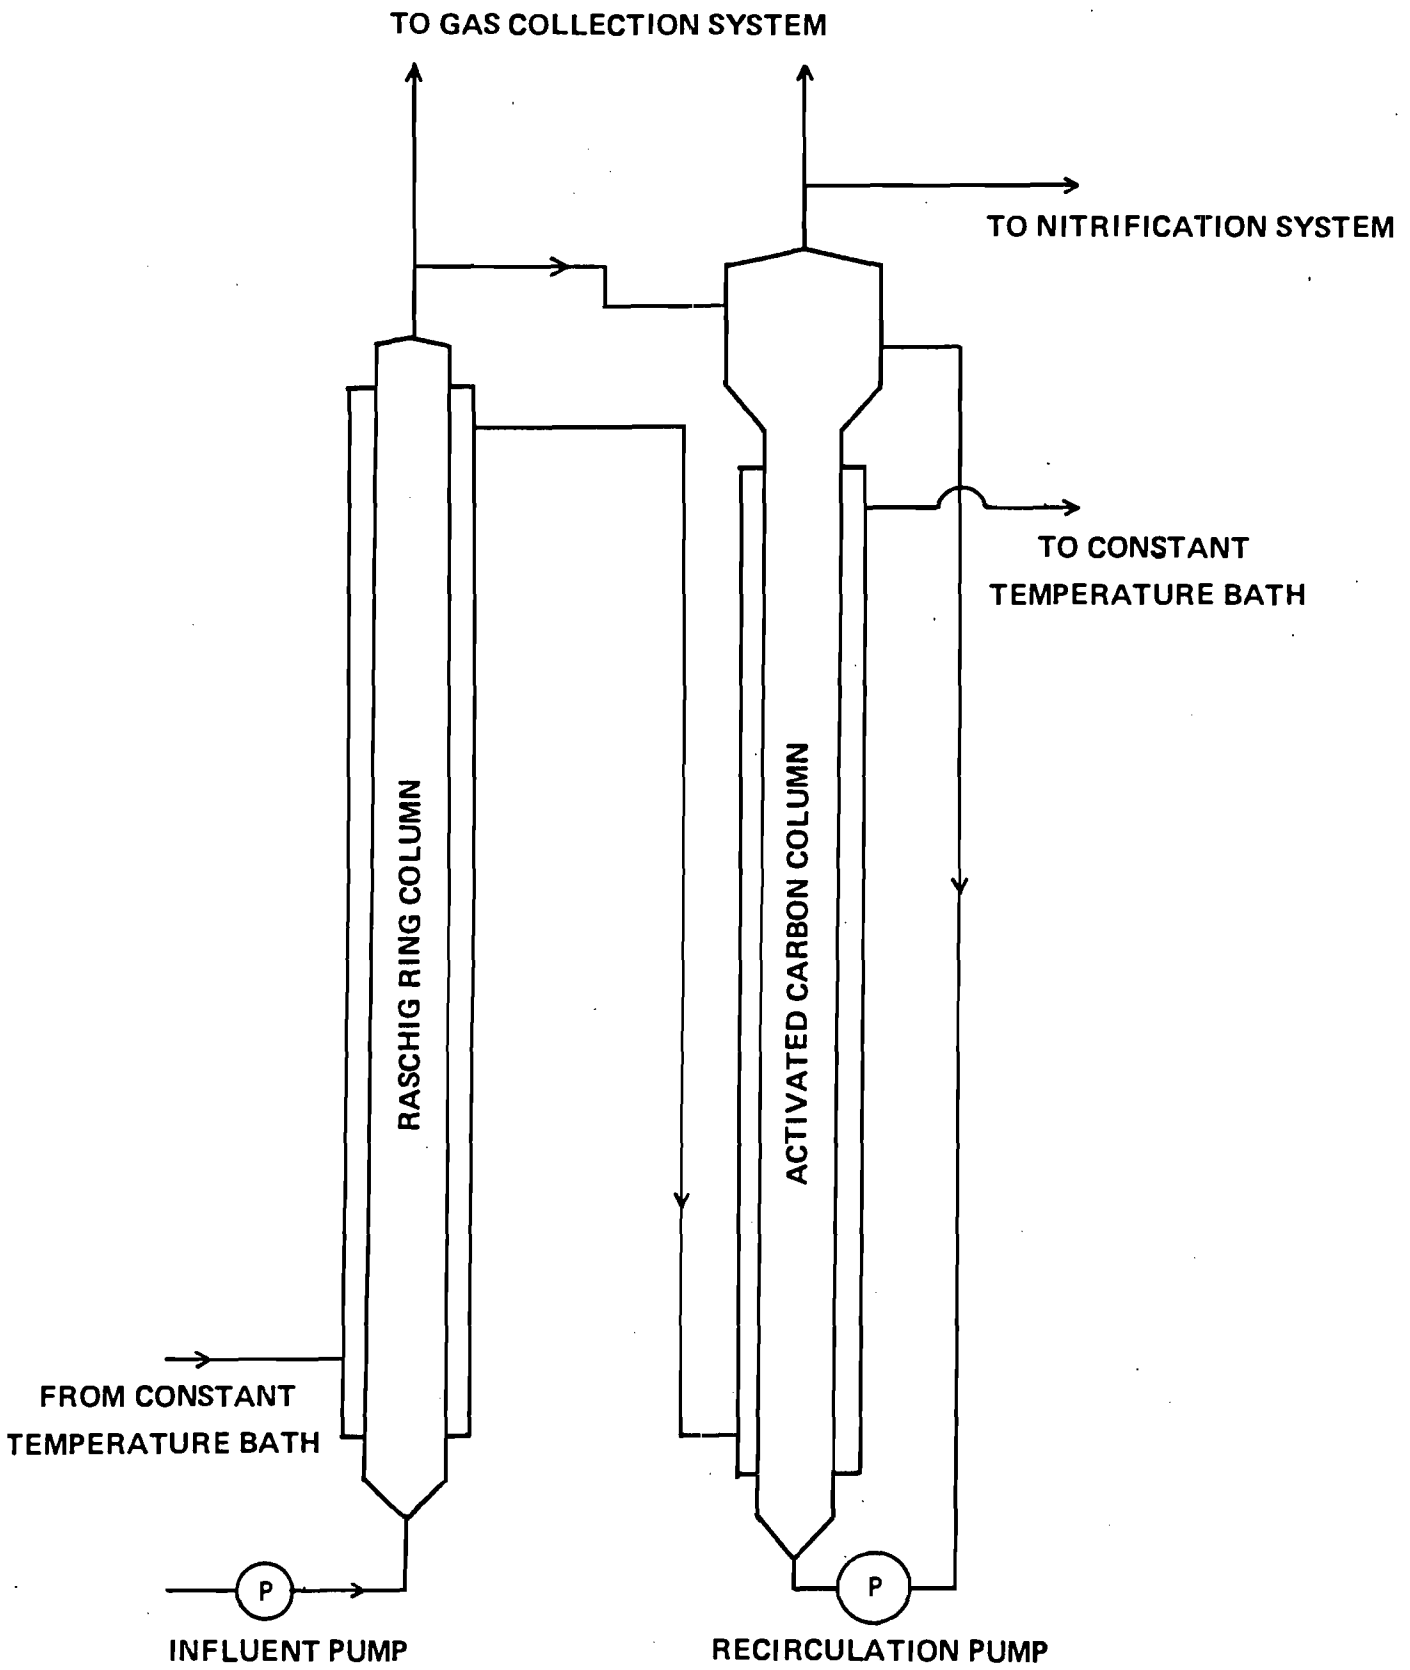 TO GAS COLLECTION SYSTEM
TO NITRIFICATION SYSTEM
TO CONSTANT
TEMPERATURE BATH
RASCHIG RING COLUMN
ACTIVATED CARBON COLUMN
FROM CONSTANT
TEMPERATURE BATH
P
P
INFLUENT PUMP
RECIRCULATION PUMP